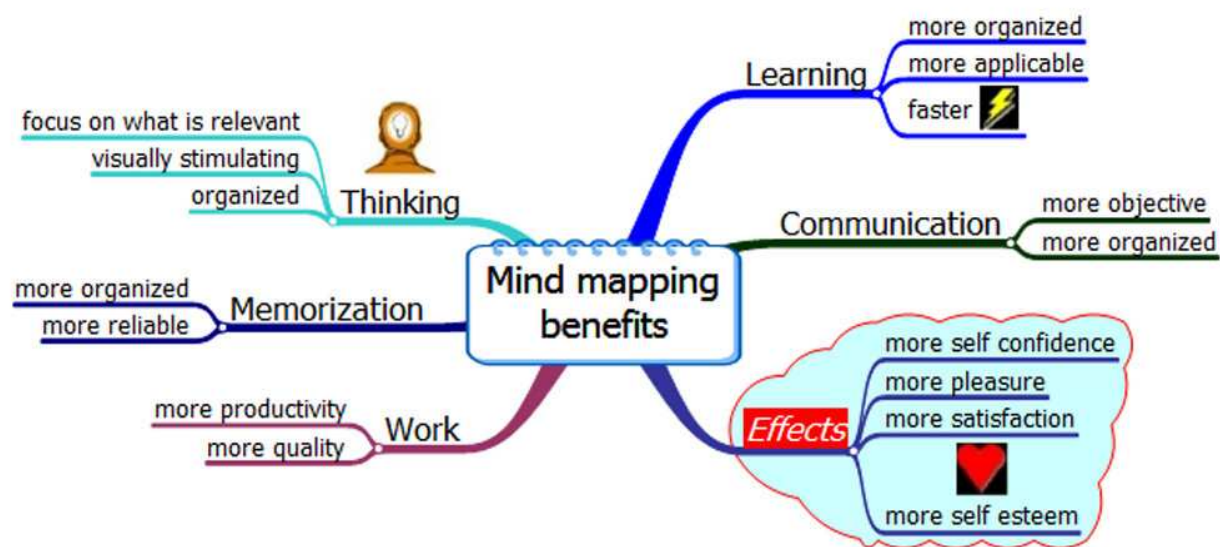 Mind mapping
benefits
Learning
more organized
more applicable
faster
Communication
more objective
more organized
Effects
more self confidence
more pleasure
more satisfaction
more self esteem
Work
more productivity
more quality
Memorization
more organized
more reliable
Thinking
focus on what is relevant
visually stimulating
organized